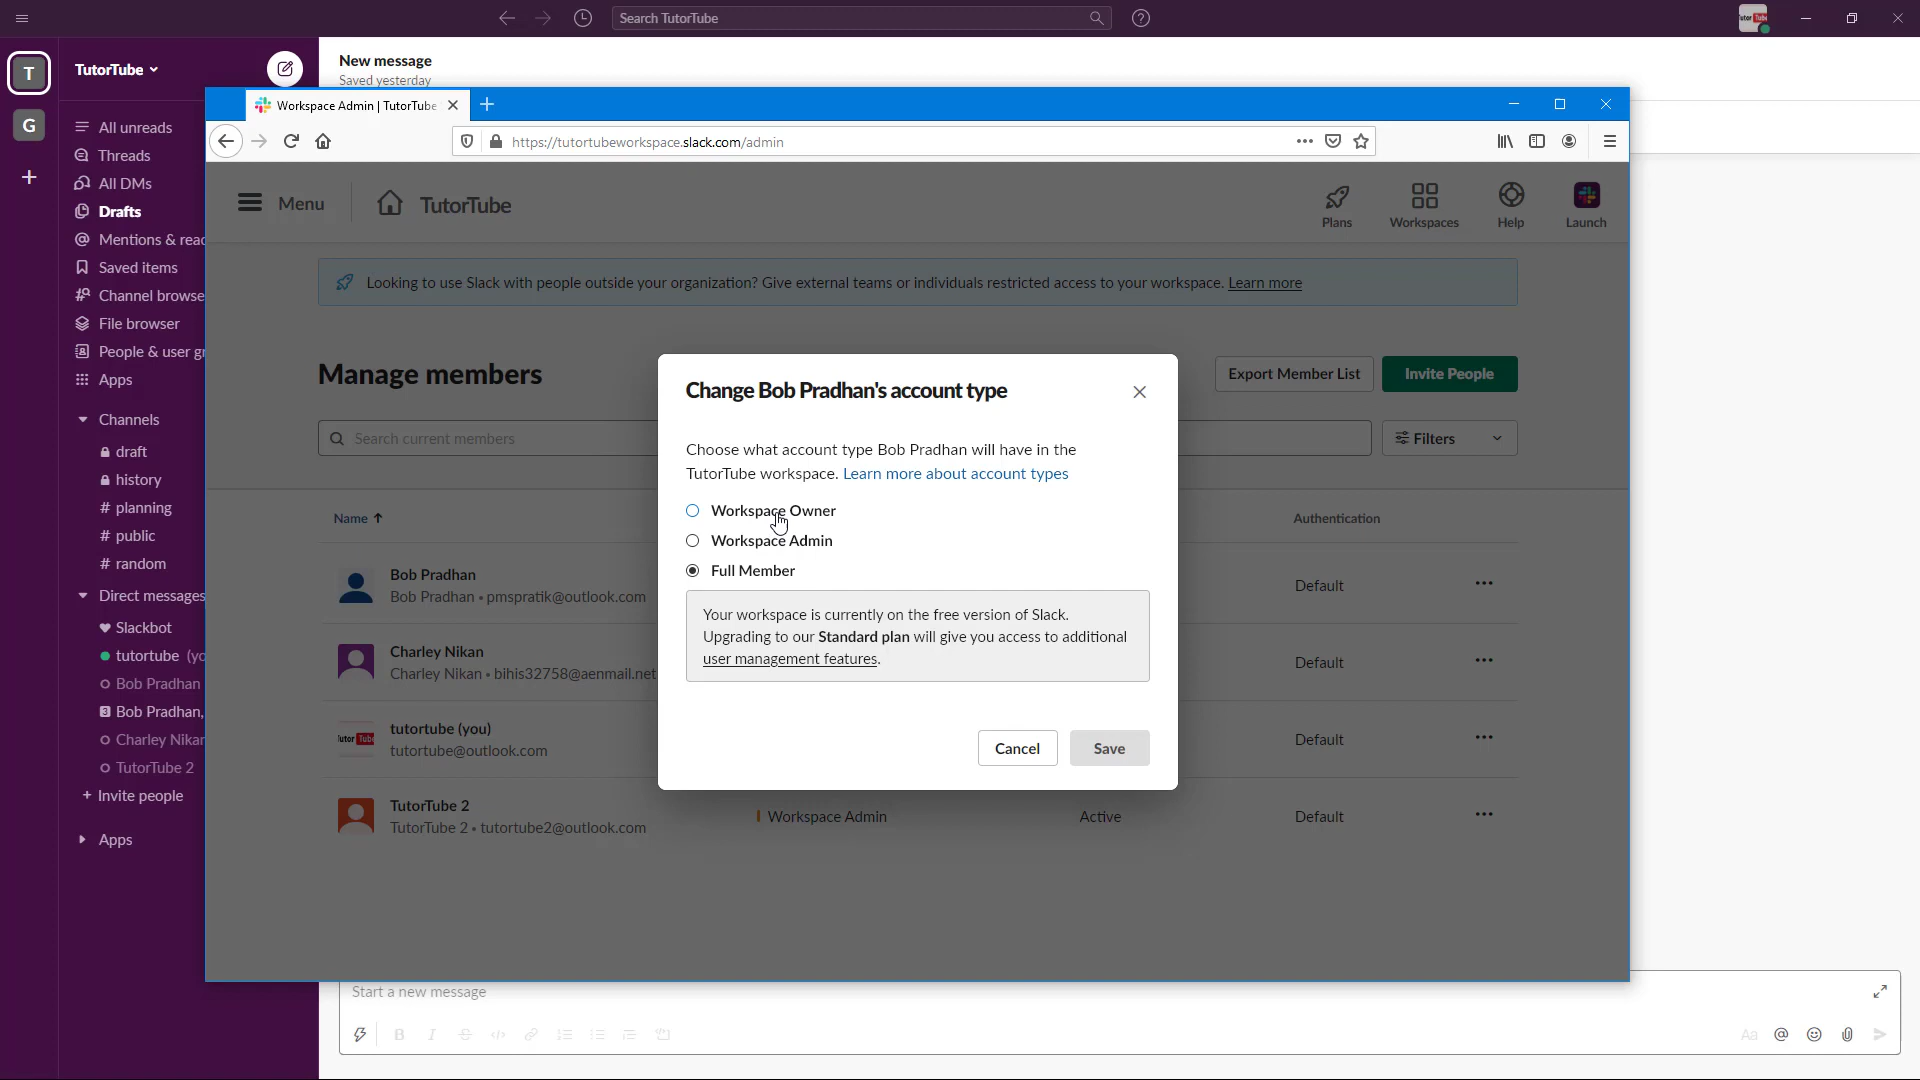 Search TutorTube
T
TutorTube
New message
Saved yesterday
G
All unreads
Threads
All DMs
Drafts
Mentions & reac
Saved items
Channel browse
File browser
People & user gr
Apps
Channels
draft
history
# planning
# public
# random
Direct messages
Slackbot
tutortube (yo
Bob Pradhan
3 Bob Pradhan,
Charley Nikan
TutorTube 2
+ Invite people
Apps
Workspace Admin | TutorTube
https://tutortubeworkspace.slack.com/admin
Menu
TutorTube
Plans
Workspaces
Help
Launch
Looking to use Slack with people outside your organization? Give external teams or individuals restricted access to your workspace. Learn more
Manage members
Export Member List
Invite People
Search current members
Filters
Name ↑
Authentication
Bob Pradhan
Bob Pradhan • pmspratik@outlook.com
Default
Charley Nikan
Charley Nikan • bihis32758@aenmail.net
Default
tutortube (you)
tutortube@outlook.com
Default
TutorTube 2
TutorTube 2 • tutortube2@outlook.com
Workspace Admin
Active
Default
Change Bob Pradhan's account type
Choose what account type Bob Pradhan will have in the
TutorTube workspace. Learn more about account types
Workspace Owner
Workspace Admin
Full Member
Your workspace is currently on the free version of Slack.
Upgrading to our Standard plan will give you access to additional
user management features.
Cancel
Save
Start a new message
B
I
Aa